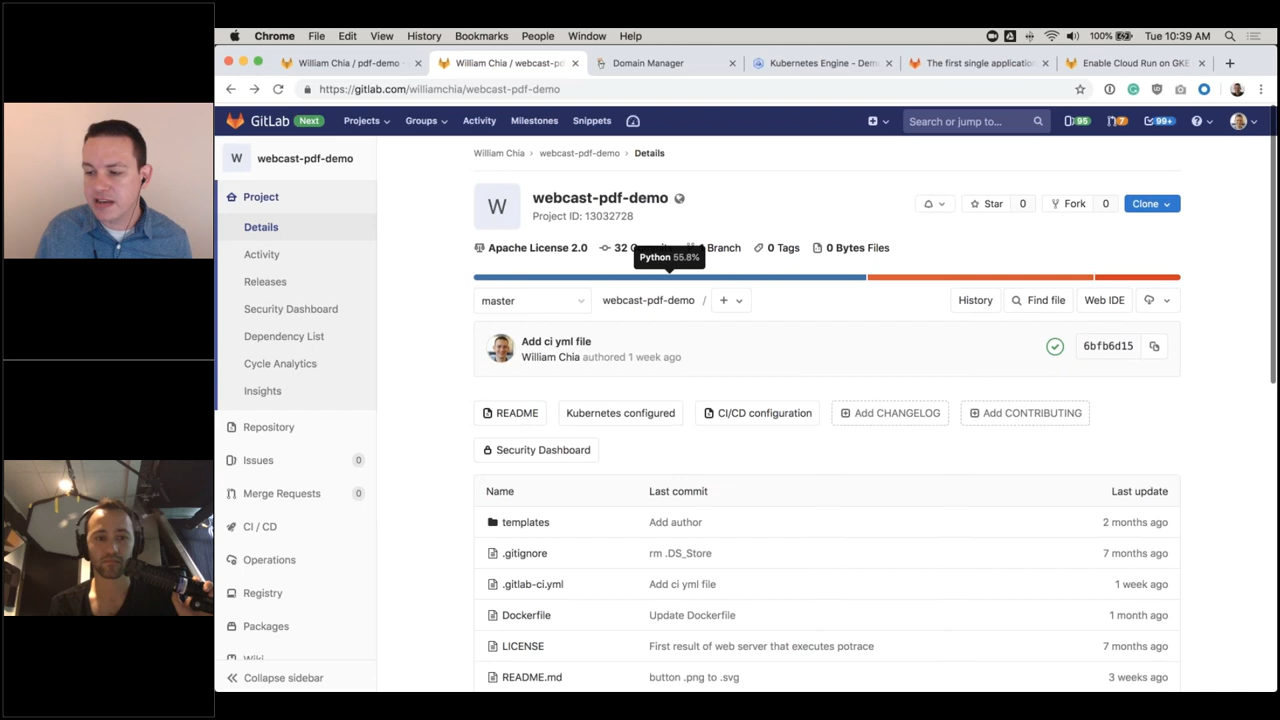 Chrome File Edit View History Bookmarks People Window Help 100% Tue 10:39 AM
William Chia / pdf-demo · William Chia / webcast-pd Domain Manager Kubernetes Engine - Dem The first single applicatio Enable Cloud Run on GKE
https://gitlab.com/williamchia/webcast-pdf-demo
GitLab Next Projects Groups Activity Milestones Snippets Search or jump to... 95 7 99+
W webcast-pdf-demo
Project
Details
Activity
Releases
Security Dashboard
Dependency List
Cycle Analytics
Insights
Repository
Issues 0
Merge Requests 0
CI / CD
Operations
Registry
Packages
Wiki
Collapse sidebar
William Chia › webcast-pdf-demo › Details
W
webcast-pdf-demo
Project ID: 13032728
Star 0 Fork 0 Clone
Apache License 2.0 32 Branch 0 Tags 0 Bytes Files
Python 55.8%
master webcast-pdf-demo / + History Find file Web IDE
Add ci yml file
William Chia authored 1 week ago
6bfb6d15
README Kubernetes configured CI/CD configuration Add CHANGELOG Add CONTRIBUTING
Security Dashboard
Name Last commit Last update
templates Add author 2 months ago
.gitignore rm .DS_Store 7 months ago
.gitlab-ci.yml Add ci yml file 1 week ago
Dockerfile Update Dockerfile 1 month ago
LICENSE First result of web server that executes potrace 7 months ago
README.md button .png to .svg 3 weeks ago